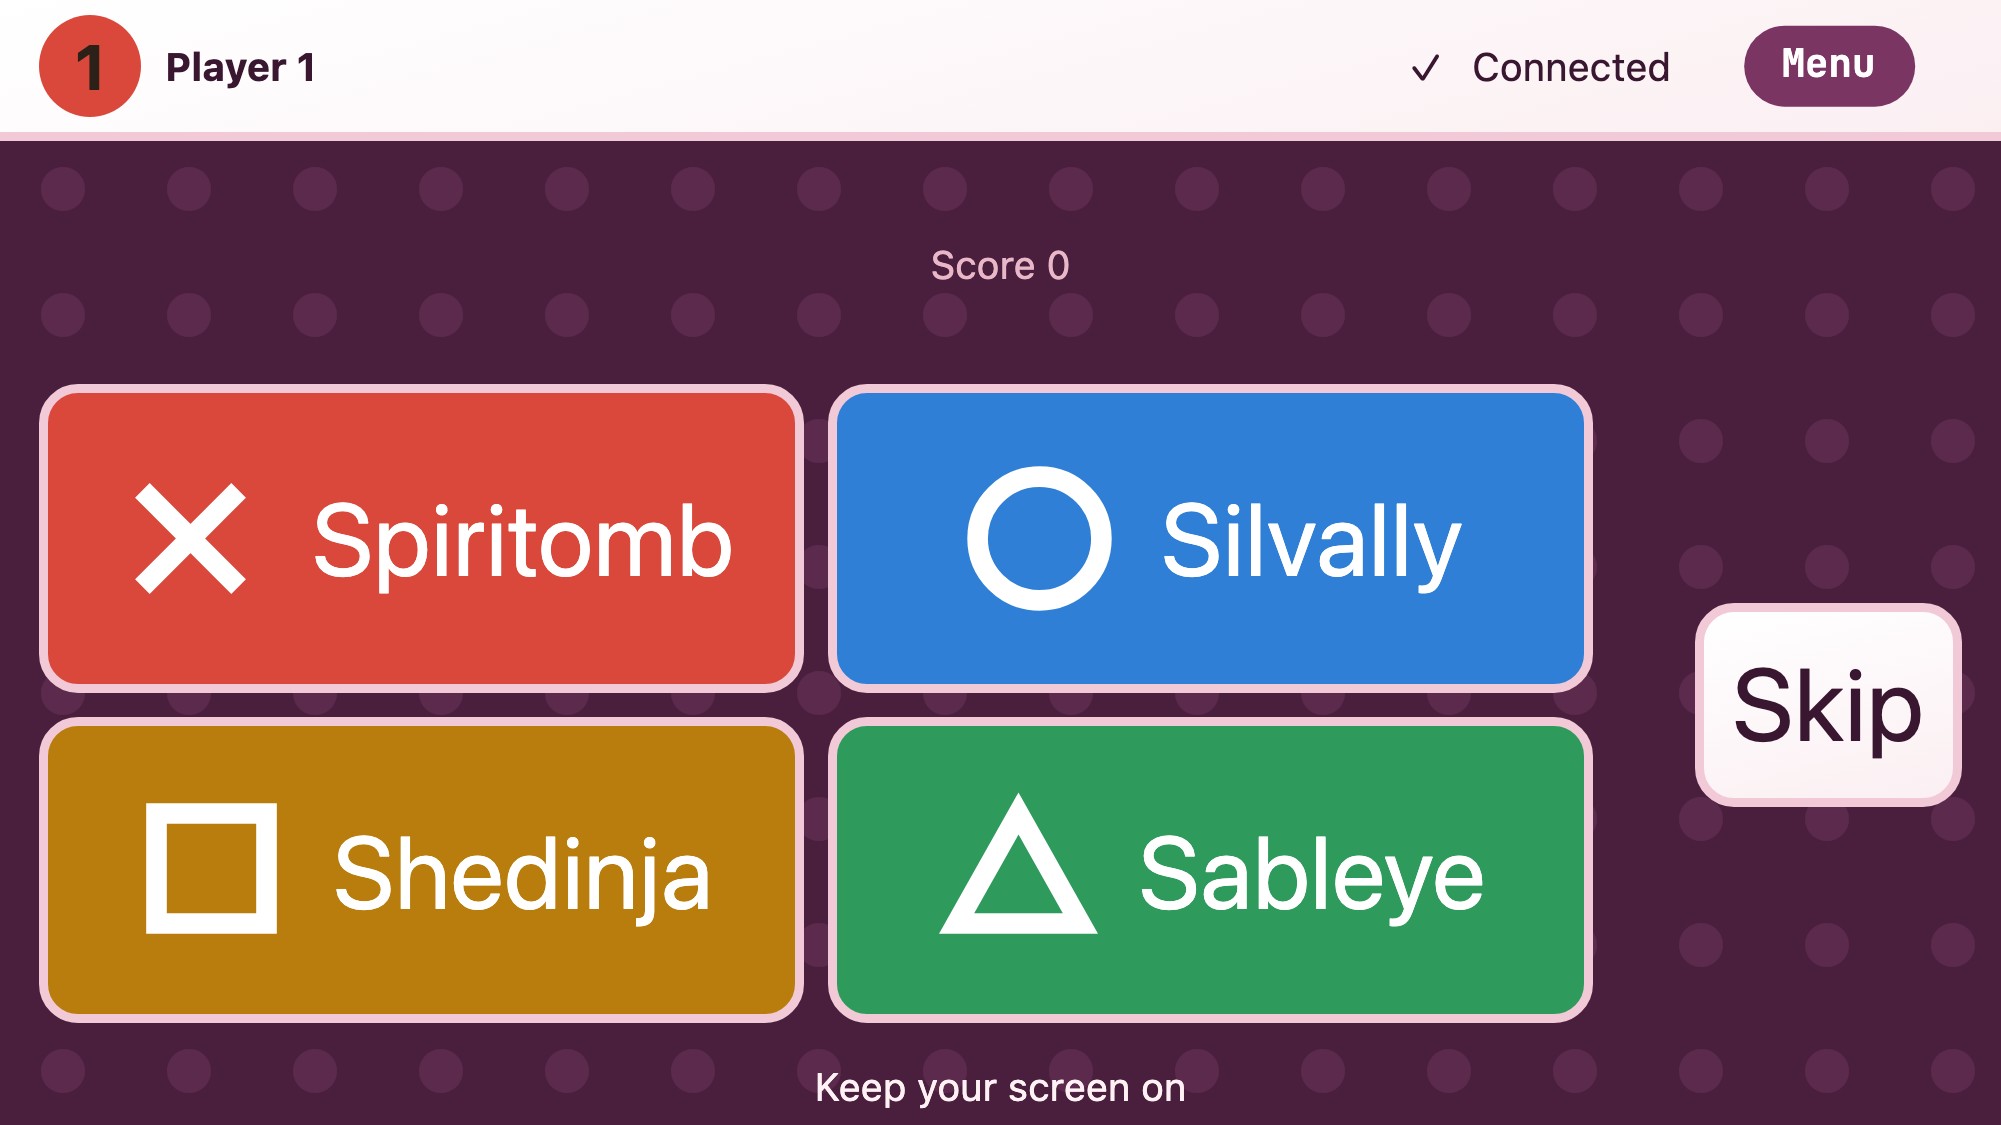 1 Player 1
✓ Connected
Menu
Score 0
Spiritomb
Silvally
Shedinja
Sableye
Skip
Keep your screen on